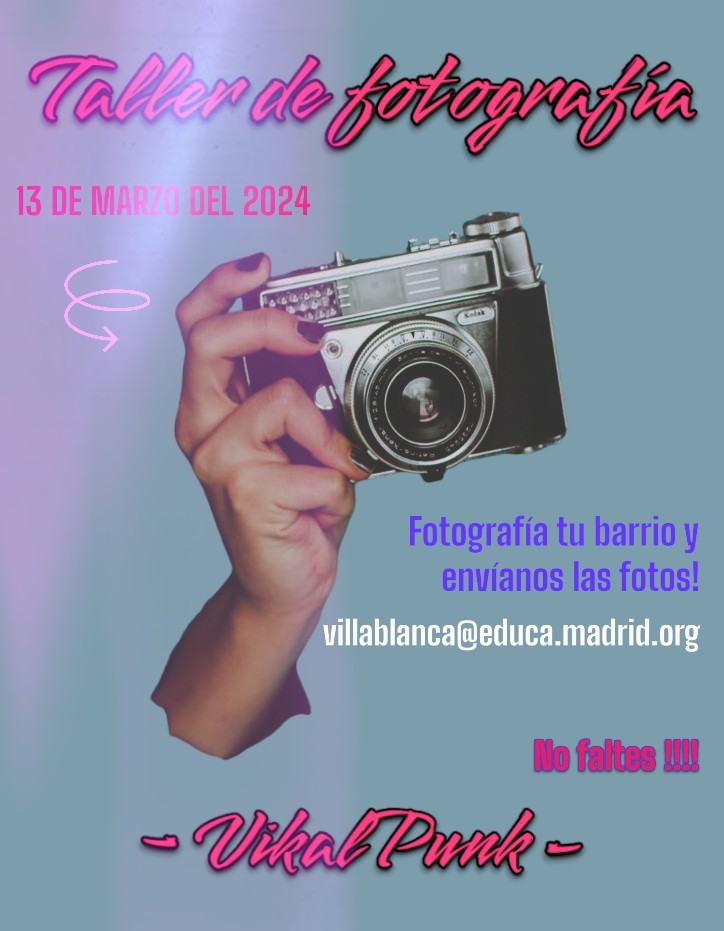 Taller de fotografía
13 DE MARZO DEL 2024
Kodak
Fotografía tu barrio y
envíanos las fotos!
villablanca@educa.madrid.org
No faltes !!!!
- Vikal Punk -